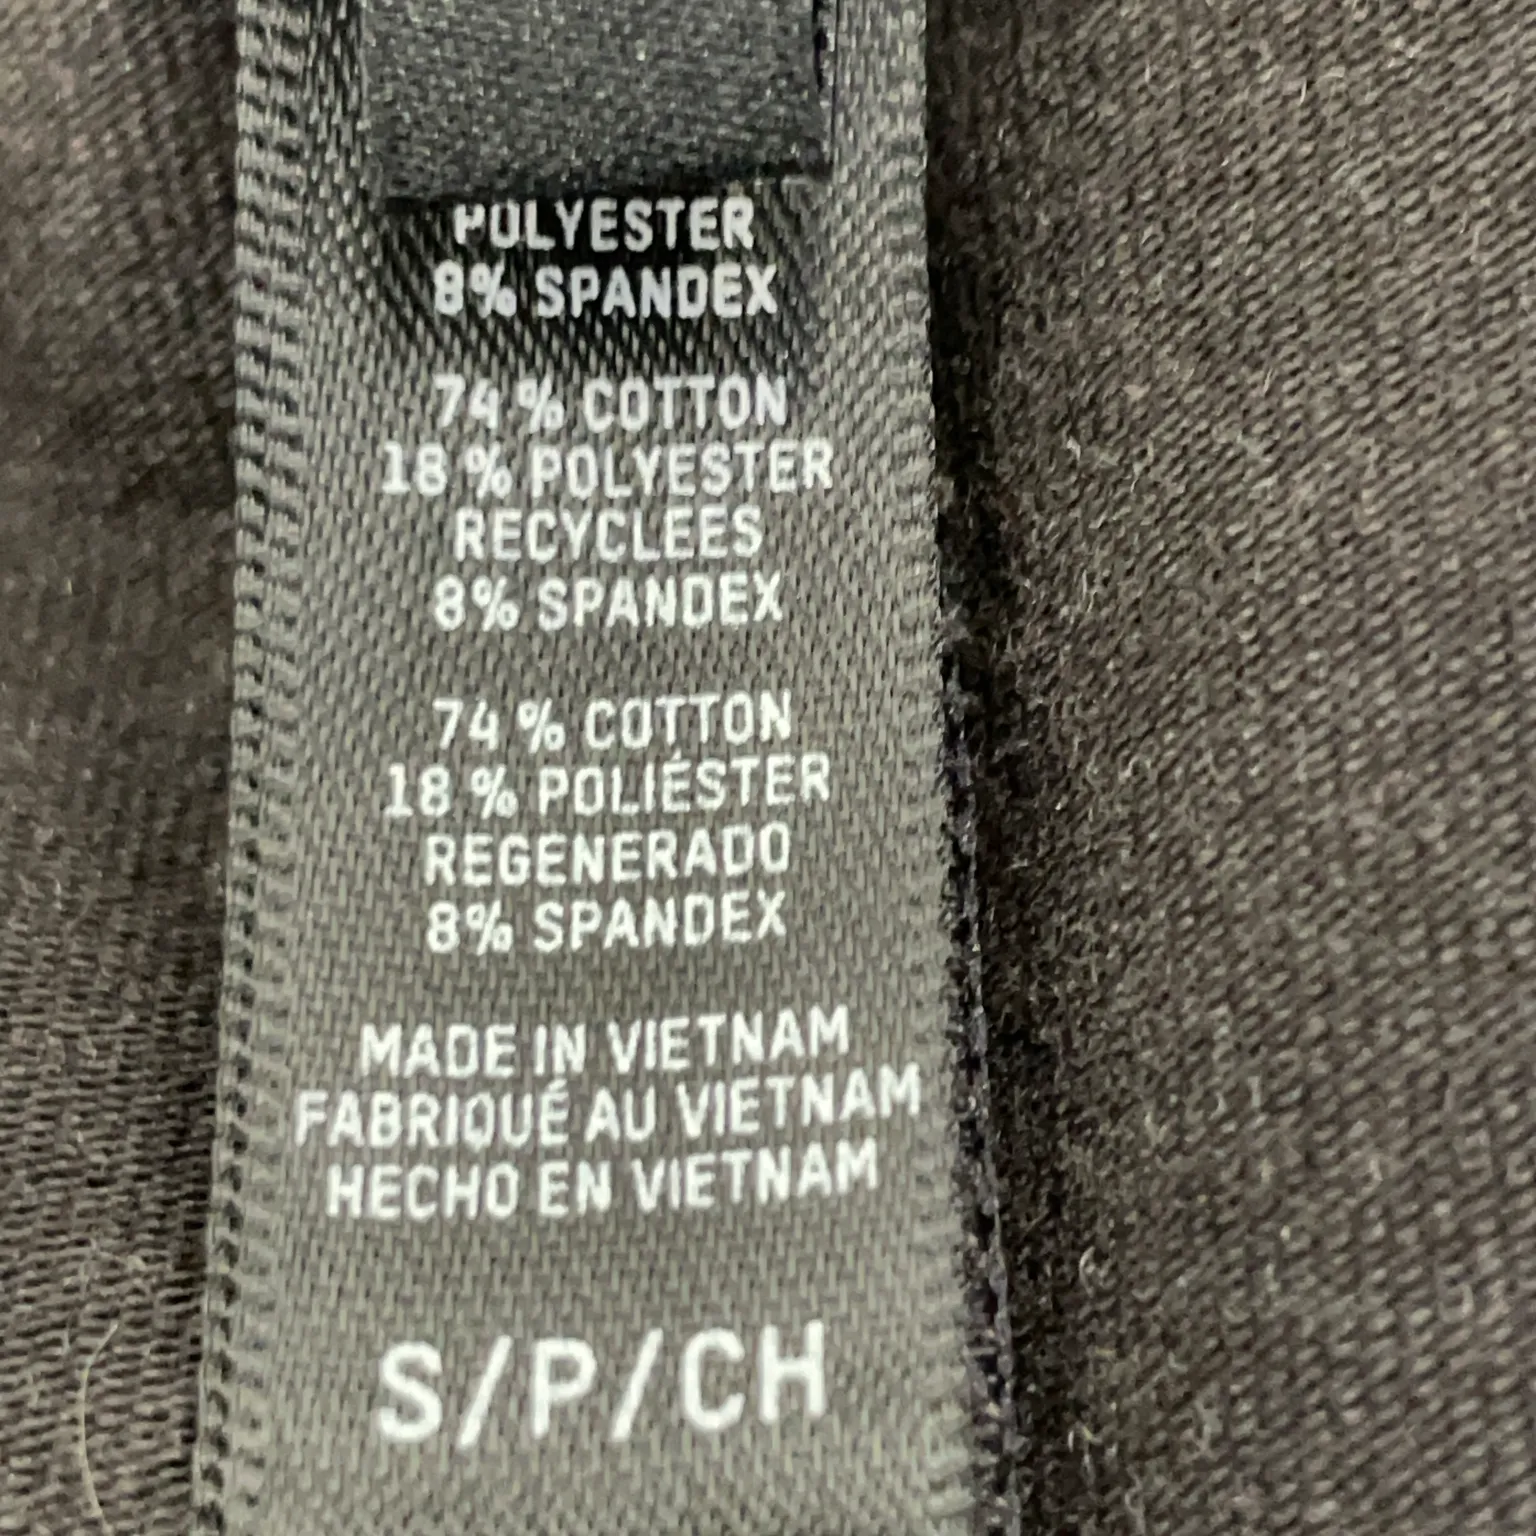 POLYESTER
8% SPANDEX
74 % COTTON
18 % POLYESTER
RECYCLEES
8% SPANDEX
74 % COTTON
18 % POLIÉSTER
REGENERADO
8% SPANDEX
MADE IN VIETNAM
FABRIQUÉ AU VIETNAM
HECHO EN VIETNAM
S/P/CH